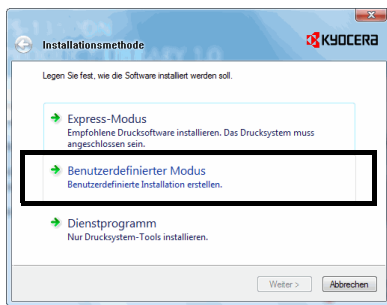 Installationsmethode
KYOCERA
Legen Sie fest, wie die Software installiert werden soll.
Express-Modus
Empfohlene Drucksoftware installieren. Das Drucksystem muss
angeschlossen sein.
Benutzerdefinierter Modus
Benutzerdefinierte Installation erstellen.
Dienstprogramm
Nur Drucksystem-Tools installieren.
Weiter >
Abbrechen